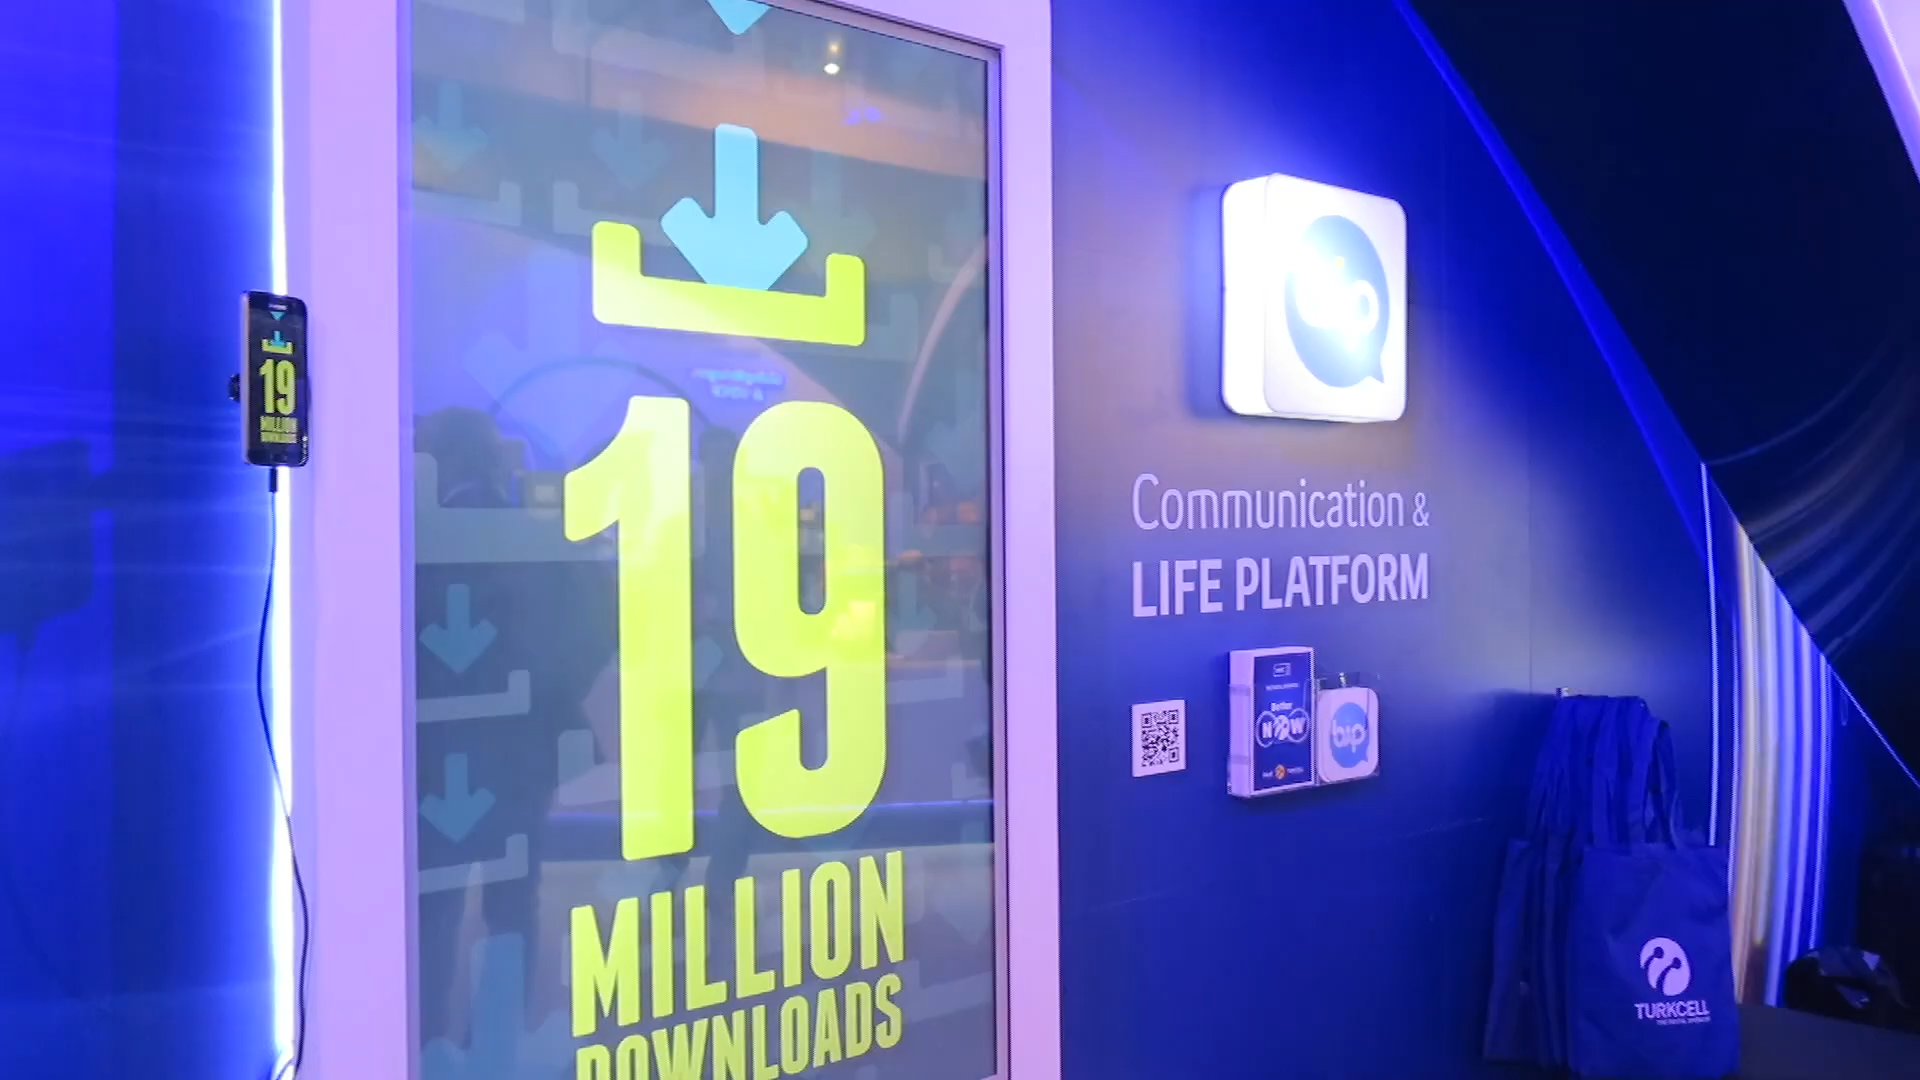 19
MILLION
DOWNLOADS
19
MILLION
DOWNLOADS
bip
Communication &
LIFE PLATFORM
Better
NOW
bip
TURKCELL